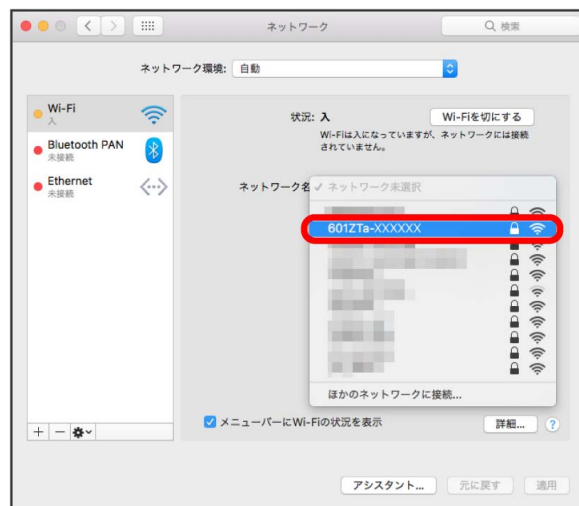 ネットワーク
検索
ネットワーク環境: 自動
Wi-Fi
入
Bluetooth PAN
未接続
Ethernet
未接続
状況: 入
Wi-Fiを切にする
Wi-Fiは入になっていますが、ネットワークには接続
されていません。
ネットワーク名
ネットワーク未選択
601ZTa-XXXXXX
ほかのネットワークに接続...
メニューバーにWi-Fiの状況を表示
詳細...
?
アシスタント...
元に戻す
適用